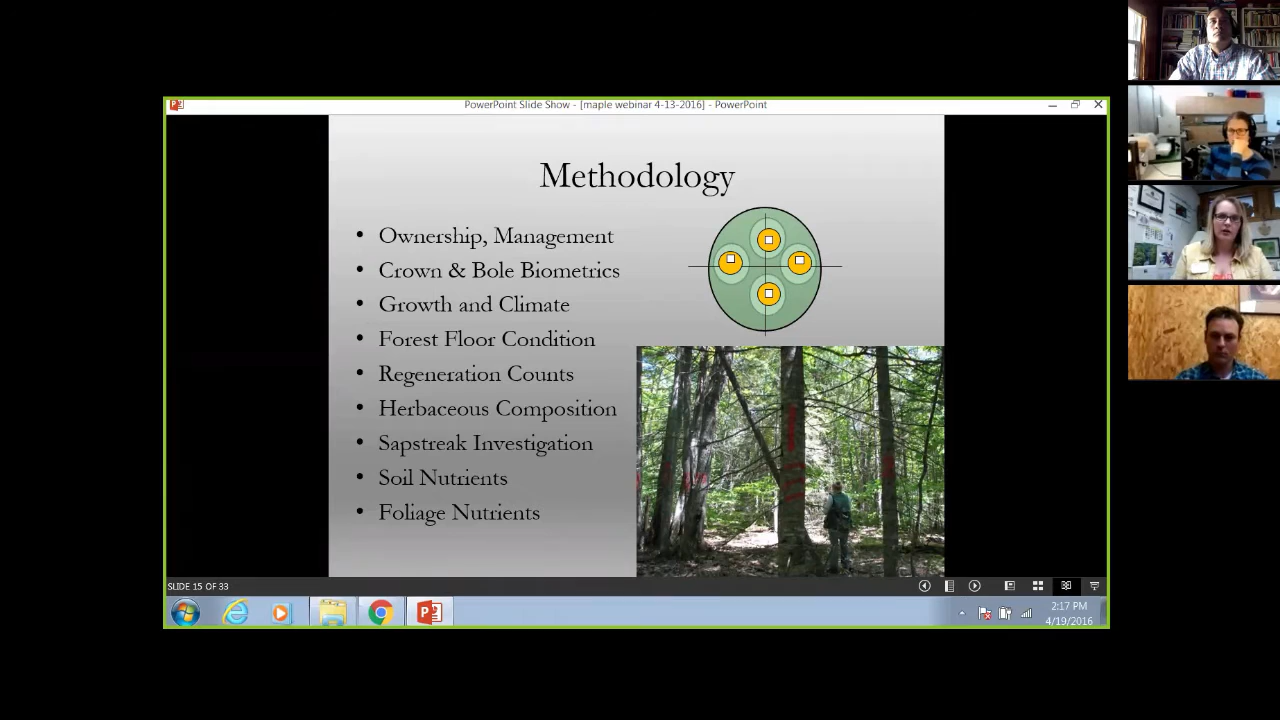 PowerPoint Slide Show - [maple webinar 4-13-2016] - PowerPoint
Methodology
• Ownership, Management
• Crown & Bole Biometrics
• Growth and Climate
• Forest Floor Condition
• Regeneration Counts
• Herbaceous Composition
• Sapstreak Investigation
• Soil Nutrients
• Foliage Nutrients
SLIDE 15 OF 33
2:17 PM
4/19/2016